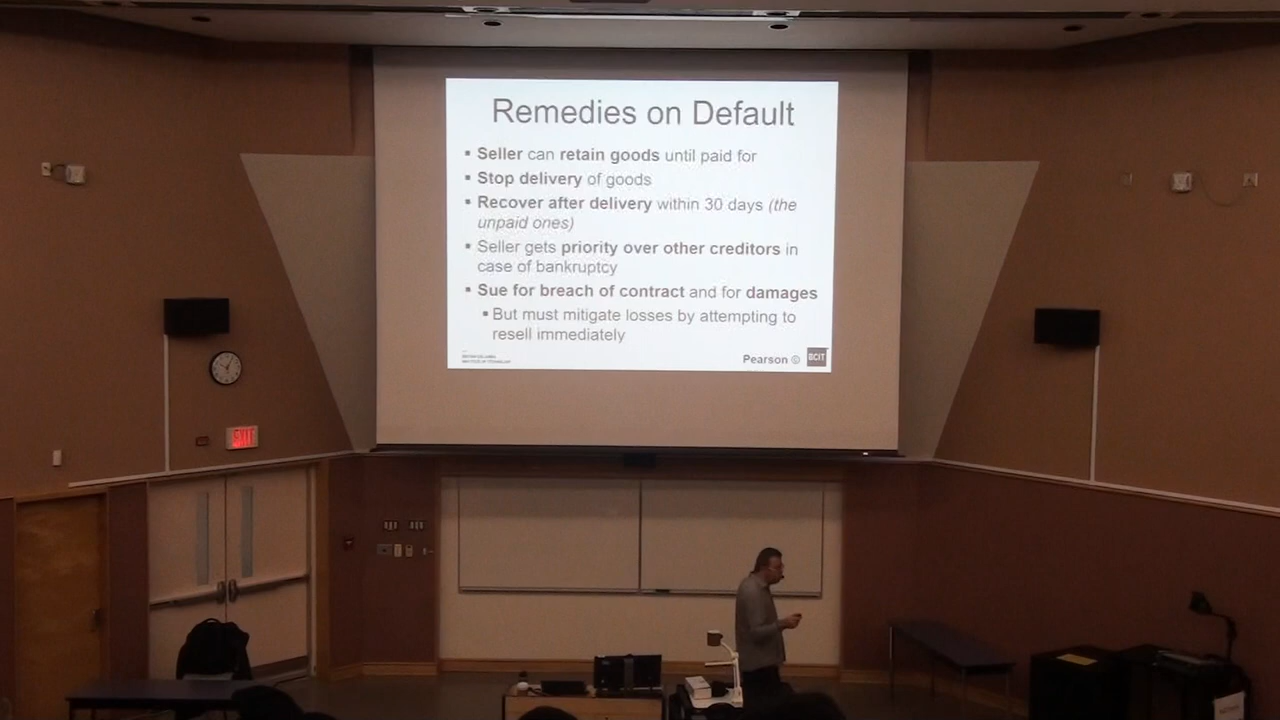 Remedies on Default
▪ Seller can retain goods until paid for
▪ Stop delivery of goods
▪ Recover after delivery within 30 days (the
unpaid ones)
▪ Seller gets priority over other creditors in
case of bankruptcy
▪ Sue for breach of contract and for damages
▪ But must mitigate losses by attempting to
resell immediately
Pearson ©
BCIT
EXIT